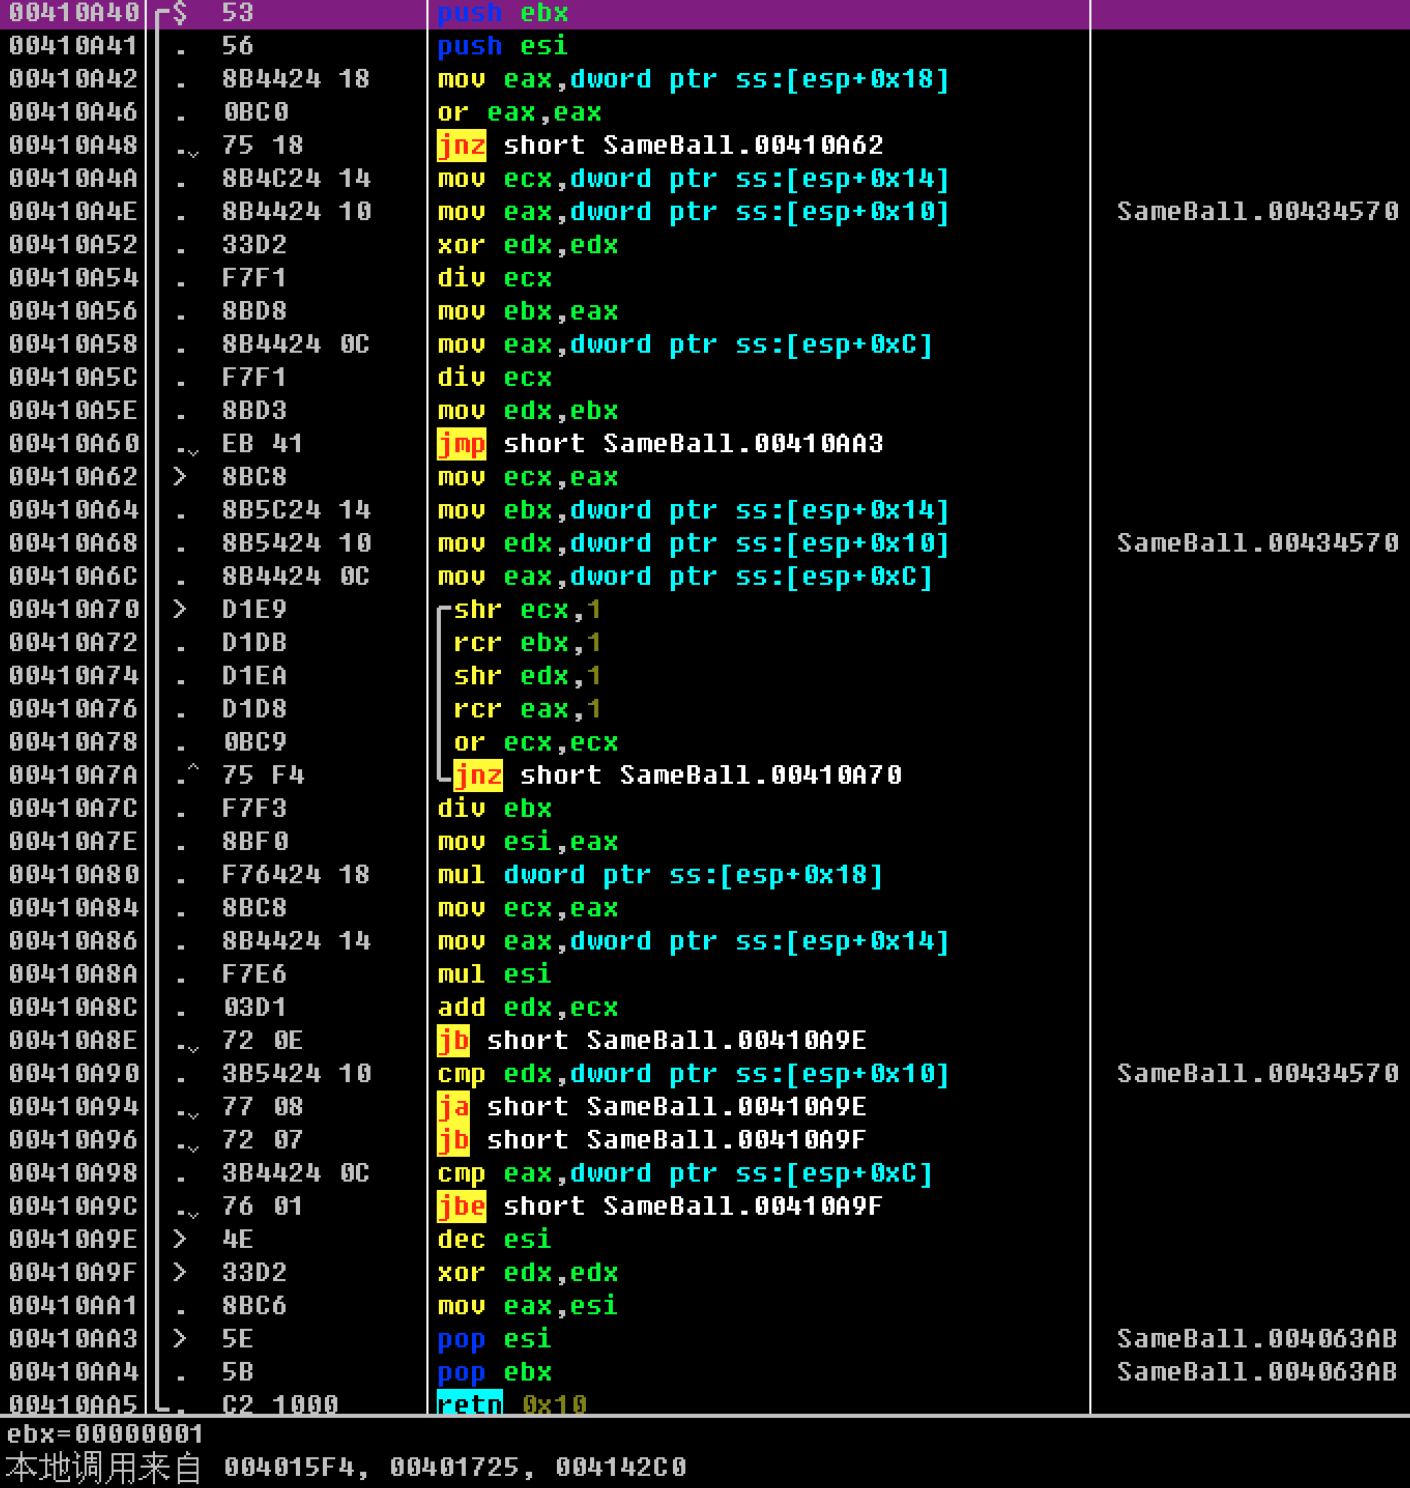 00410A40 $ 53 push ebx
00410A41 . 56 push esi
00410A42 . 8B4424 18 mov eax,dword ptr ss:[esp+0x18]
00410A46 . 0BC0 or eax,eax
00410A48 .v 75 18 jnz short SameBall.00410A62
00410A4A . 8B4C24 14 mov ecx,dword ptr ss:[esp+0x14]
00410A4E . 8B4424 10 mov eax,dword ptr ss:[esp+0x10] SameBall.00434570
00410A52 . 33D2 xor edx,edx
00410A54 . F7F1 div ecx
00410A56 . 8BD8 mov ebx,eax
00410A58 . 8B4424 0C mov eax,dword ptr ss:[esp+0xC]
00410A5C . F7F1 div ecx
00410A5E . 8BD3 mov edx,ebx
00410A60 .v EB 41 jmp short SameBall.00410AA3
00410A62 > 8BC8 mov ecx,eax
00410A64 . 8B5C24 14 mov ebx,dword ptr ss:[esp+0x14]
00410A68 . 8B5424 10 mov edx,dword ptr ss:[esp+0x10] SameBall.00434570
00410A6C . 8B4424 0C mov eax,dword ptr ss:[esp+0xC]
00410A70 > D1E9 shr ecx,1
00410A72 . D1DB rcr ebx,1
00410A74 . D1EA shr edx,1
00410A76 . D1D8 rcr eax,1
00410A78 . 0BC9 or ecx,ecx
00410A7A .^ 75 F4 jnz short SameBall.00410A70
00410A7C . F7F3 div ebx
00410A7E . 8BF0 mov esi,eax
00410A80 . F76424 18 mul dword ptr ss:[esp+0x18]
00410A84 . 8BC8 mov ecx,eax
00410A86 . 8B4424 14 mov eax,dword ptr ss:[esp+0x14]
00410A8A . F7E6 mul esi
00410A8C . 03D1 add edx,ecx
00410A8E .v 72 0E jb short SameBall.00410A9E
00410A90 . 3B5424 10 cmp edx,dword ptr ss:[esp+0x10] SameBall.00434570
00410A94 .v 77 08 ja short SameBall.00410A9E
00410A96 .v 72 07 jb short SameBall.00410A9F
00410A98 . 3B4424 0C cmp eax,dword ptr ss:[esp+0xC]
00410A9C .v 76 01 jbe short SameBall.00410A9F
00410A9E > 4E dec esi
00410A9F > 33D2 xor edx,edx
00410AA1 . 8BC6 mov eax,esi
00410AA3 > 5E pop esi SameBall.004063AB
00410AA4 . 5B pop ebx SameBall.004063AB
00410AA5 . C2 1000 retn 0x10
ebx=00000001
本地调用来自 004015F4, 00401725, 004142C0